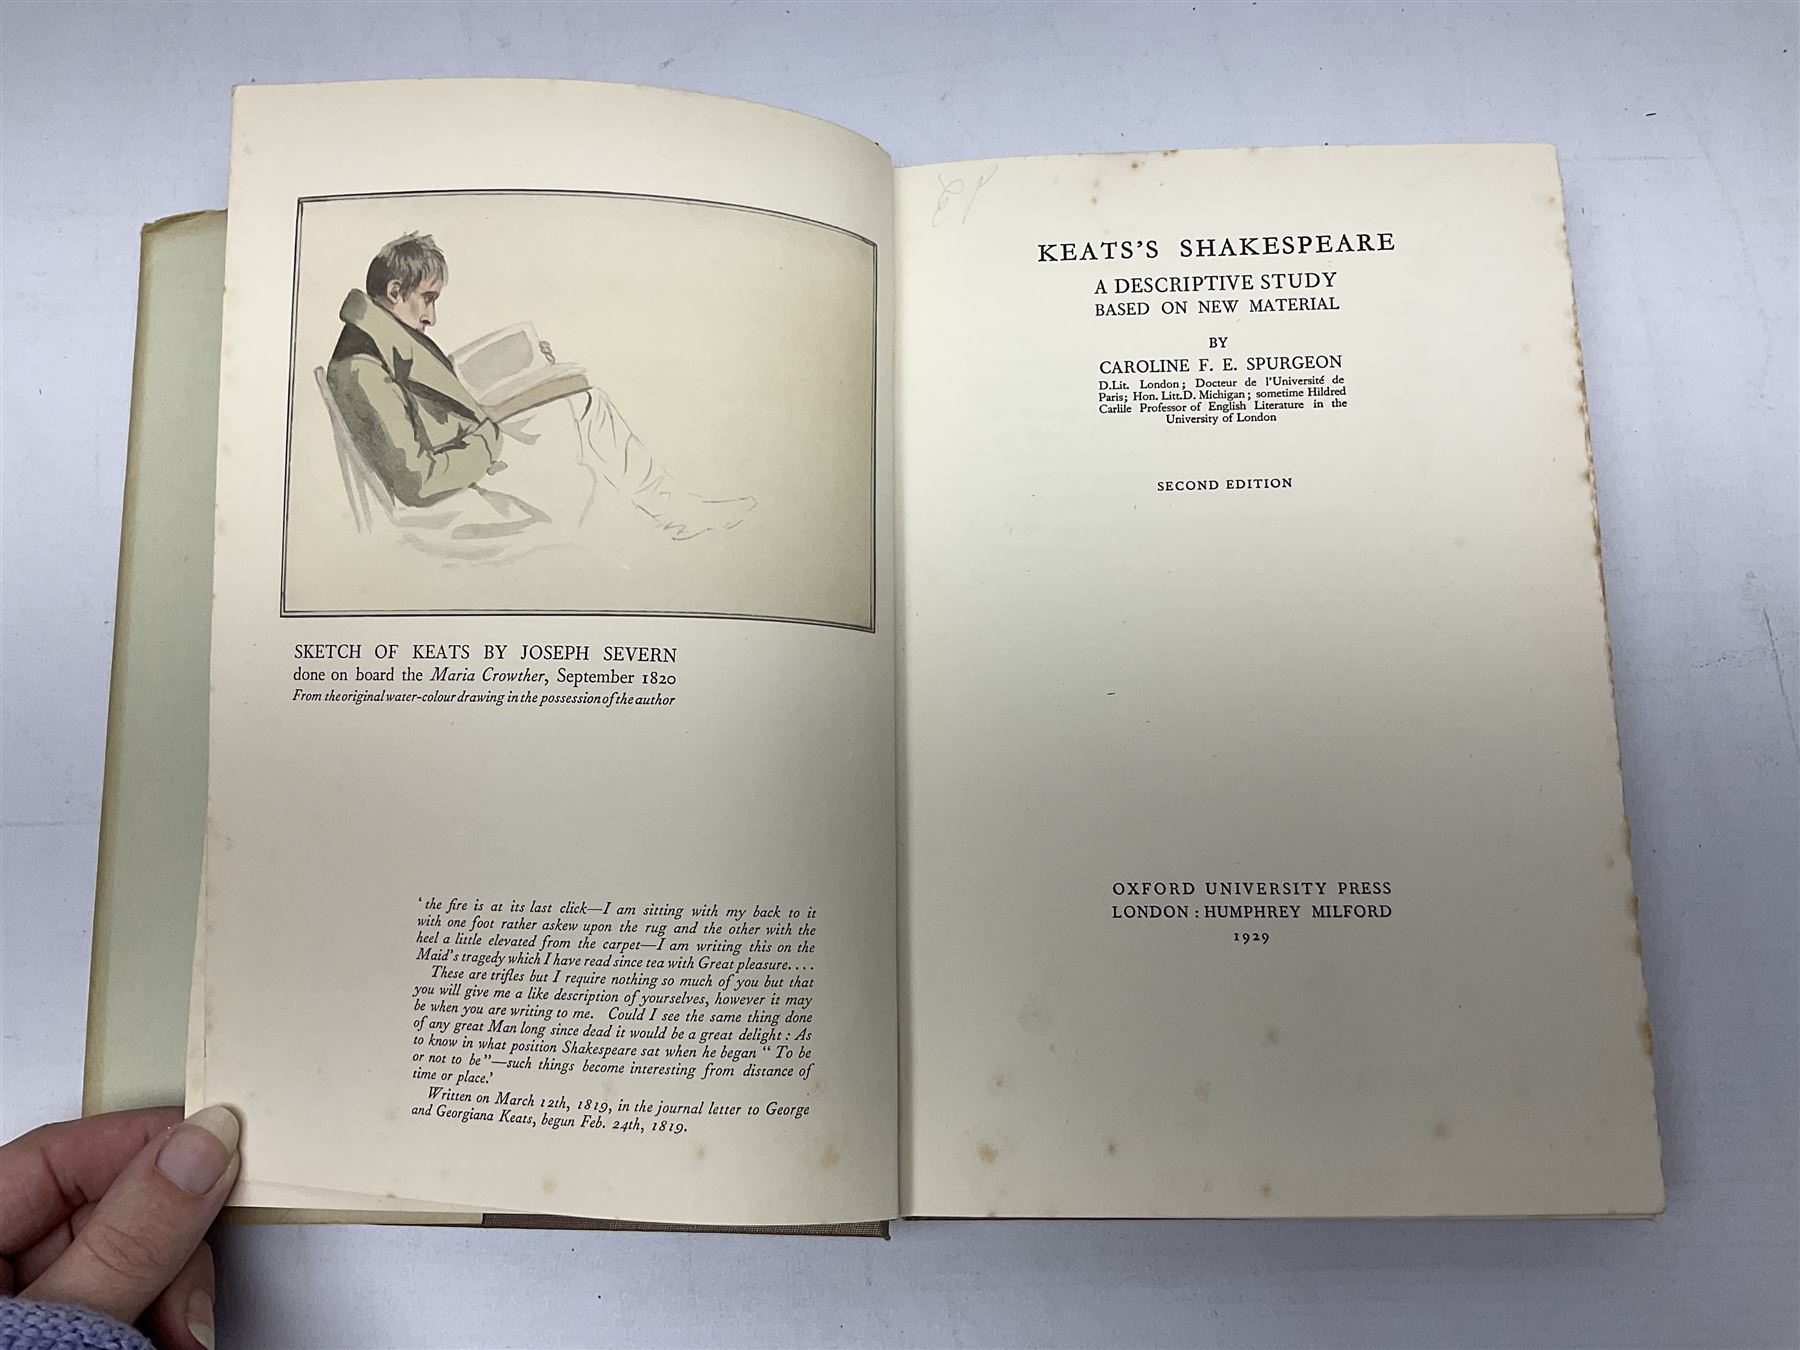 SKETCH OF KEATS BY JOSEPH SEVERN
done on board the Maria Crowther, September 1820
From the original water-colour drawing in the possession of the author
‘the fire is at its last click—I am sitting with my back to it
with one foot rather askew upon the rug and the other with the
heel a little elevated from the carpet—I am writing this on the
Maid's tragedy which I have read since tea with Great pleasure. . . .
These are trifles but I require nothing so much of you but that
you will give me a like description of yourselves, however it may
be when you are writing to me. Could I see the same thing done
of any great Man long since dead it would be a great delight : As
to know in what position Shakespeare sat when he began “ To be
or not to be”—such things become interesting from distance of
time or place.’
Written on March 12th, 1819, in the journal letter to George
and Georgiana Keats, begun Feb. 24th, 1819.
KEATS'S SHAKESPEARE
A DESCRIPTIVE STUDY
BASED ON NEW MATERIAL
BY
CAROLINE F. E. SPURGEON
D.Lit. London ; Docteur de l'Université de
Paris ; Hon. Litt.D. Michigan ; sometime Hildred
Carlile Professor of English Literature in the
University of London
SECOND EDITION
OXFORD UNIVERSITY PRESS
LONDON : HUMPHREY MILFORD
1929